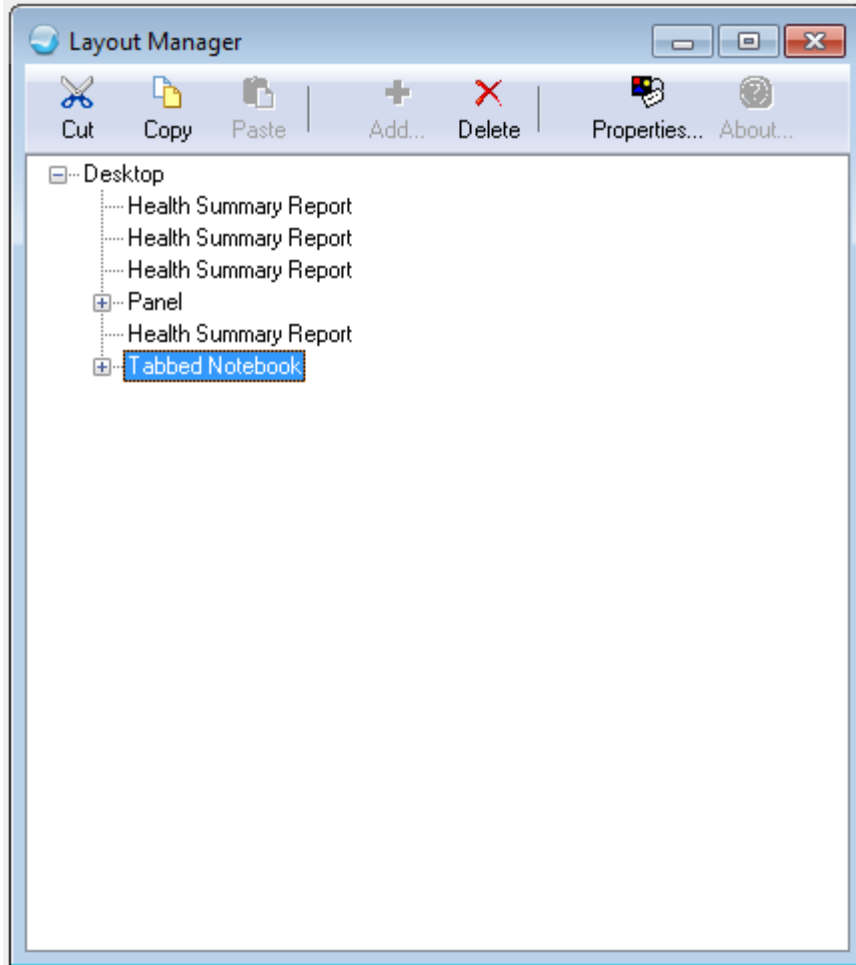 Layout Manager
Cut Copy Paste Add... Delete Properties... About...
Desktop
Health Summary Report
Health Summary Report
Health Summary Report
Panel
Health Summary Report
Tabbed Notebook